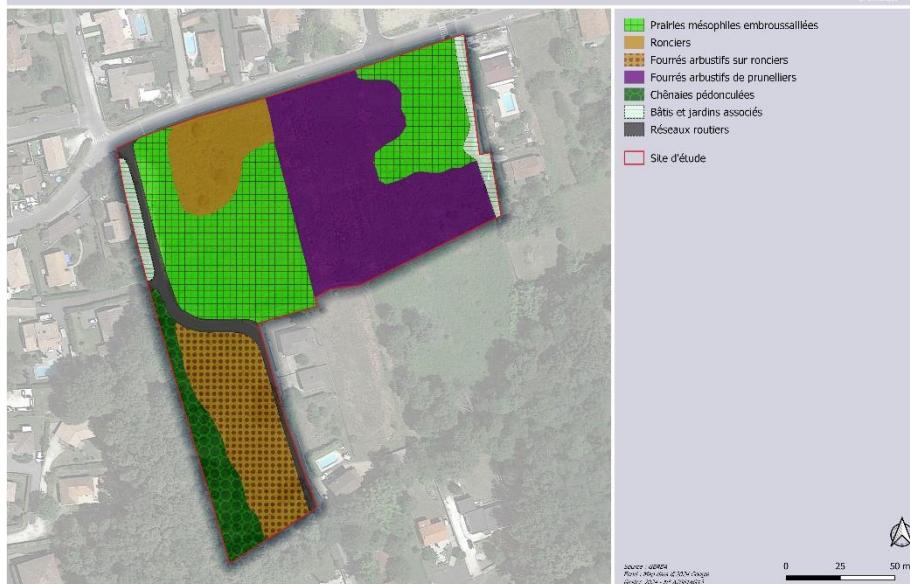 Prairies mésophiles embroussaillées
Ronciers
Fourrés arbustifs sur ronciers
Fourrés arbustifs de prunelliers
Chênaies pédonculées
Bâtis et jardins associés
Réseaux routiers
Site d'étude
Source : GEREA
0 25 50 m